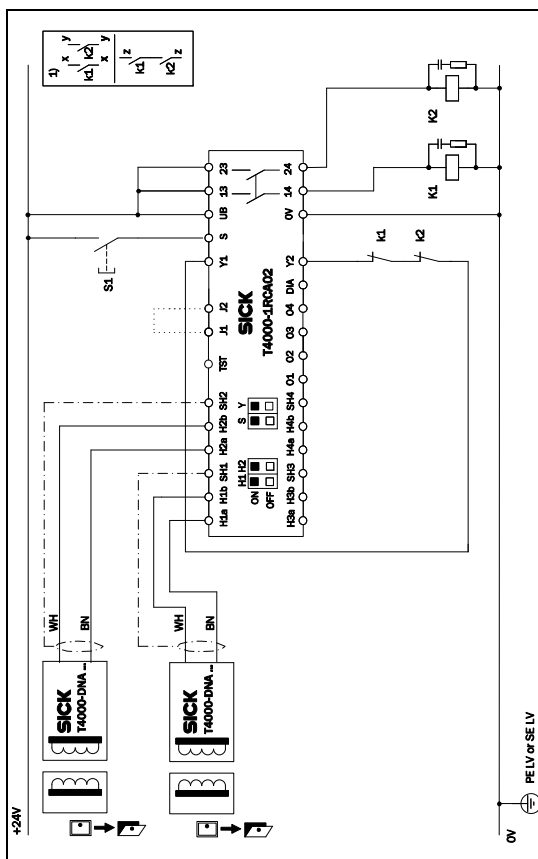 +24V
1)
x y
k1 k2
x y
z
k1
k2
z
SICK
T4000-DNA ...
WH
BN
SICK
T4000-DNA ...
WH
BN
S1
H1a H1b SH1 H2a H2b SH2 TST J1 J2 Y1 S UB 13 23
H1 H2
ON
OFF
S Y
SICK
T4000-1RCA02
H3a H3b SH3 H4a H4b SH4 O1 O2 O3 O4 DIA Y2 0V 14 24
k1
k2
K1
K2
0V
PELV or SELV